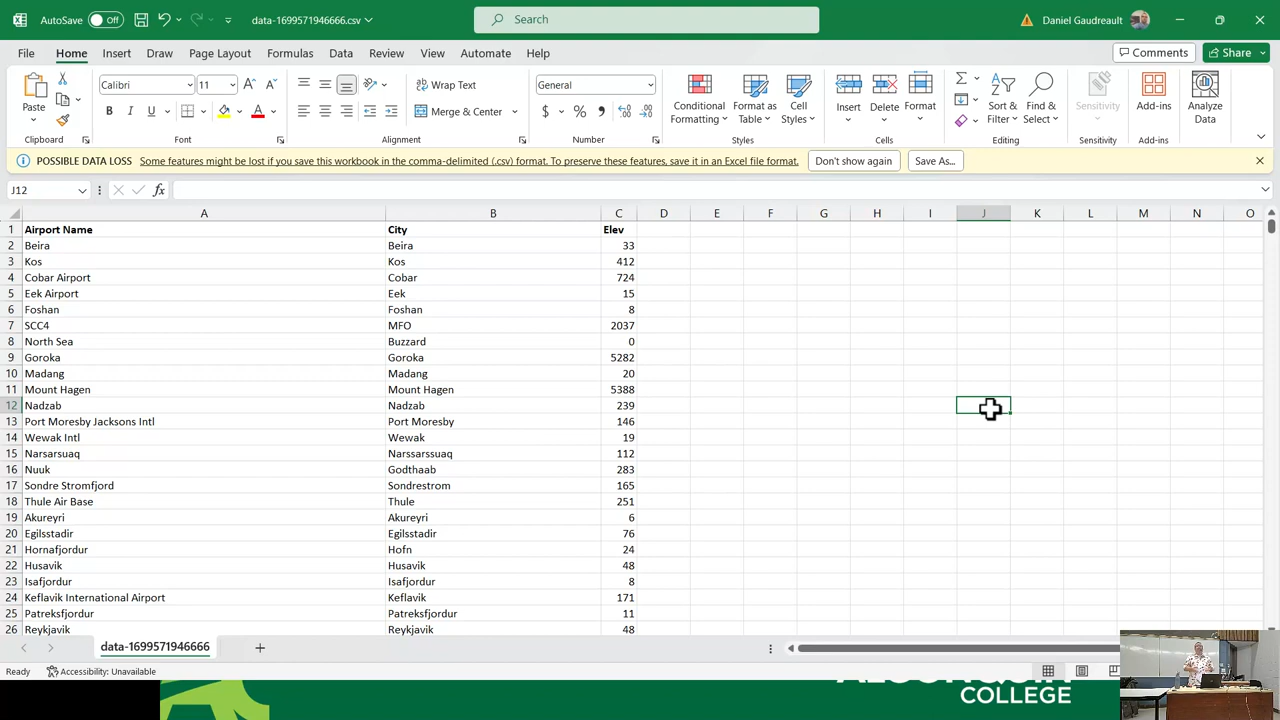 AutoSave Off data-1699571946666.csv Search Daniel Gaudreault
File Home Insert Draw Page Layout Formulas Data Review View Automate Help Comments Share
Paste Calibri 11 Wrap Text General Conditional Formatting Format as Table Cell Styles Insert Delete Format Sort & Filter Find & Select Sensitivity Add-ins Analyze Data
B I U Merge & Center $ % 9
Clipboard Font Alignment Number Styles Cells Editing Sensitivity Add-ins
POSSIBLE DATA LOSS Some features might be lost if you save this workbook in the comma-delimited (.csv) format. To preserve these features, save it in an Excel file format. Don't show again Save As...
J12 fx
A B C D E F G H I J K L M N O
1 Airport Name City Elev
2 Beira Beira 33
3 Kos Kos 412
4 Cobar Airport Cobar 724
5 Eek Airport Eek 15
6 Foshan Foshan 8
7 SCC4 MFO 2037
8 North Sea Buzzard 0
9 Goroka Goroka 5282
10 Madang Madang 20
11 Mount Hagen Mount Hagen 5388
12 Nadzab Nadzab 239
13 Port Moresby Jacksons Intl Port Moresby 146
14 Wewak Intl Wewak 19
15 Narsarsuaq Narssarssuaq 112
16 Nuuk Godthaab 283
17 Sondre Stromfjord Sondrestrom 165
18 Thule Air Base Thule 251
19 Akureyri Akureyri 6
20 Egilsstadir Egilsstadir 76
21 Hornafjordur Hofn 24
22 Husavik Husavik 48
23 Isafjordur Isafjordur 8
24 Keflavik International Airport Keflavik 171
25 Patreksfjordur Patreksfjordur 11
26 Reykjavik Reykjavik 48
data-1699571946666
Ready Accessibility: Unavailable
COLLEGE